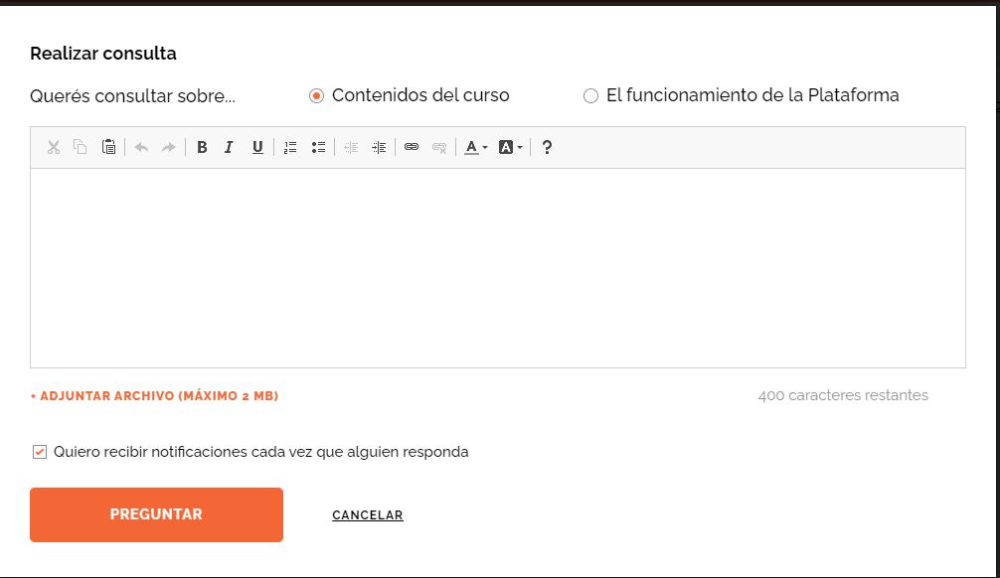 Realizar consulta
Querés consultar sobre... Contenidos del curso El funcionamiento de la Plataforma
B I U A A ?
+ ADJUNTAR ARCHIVO (MÁXIMO 2 MB) 400 caracteres restantes
Quiero recibir notificaciones cada vez que alguien responda
PREGUNTAR CANCELAR